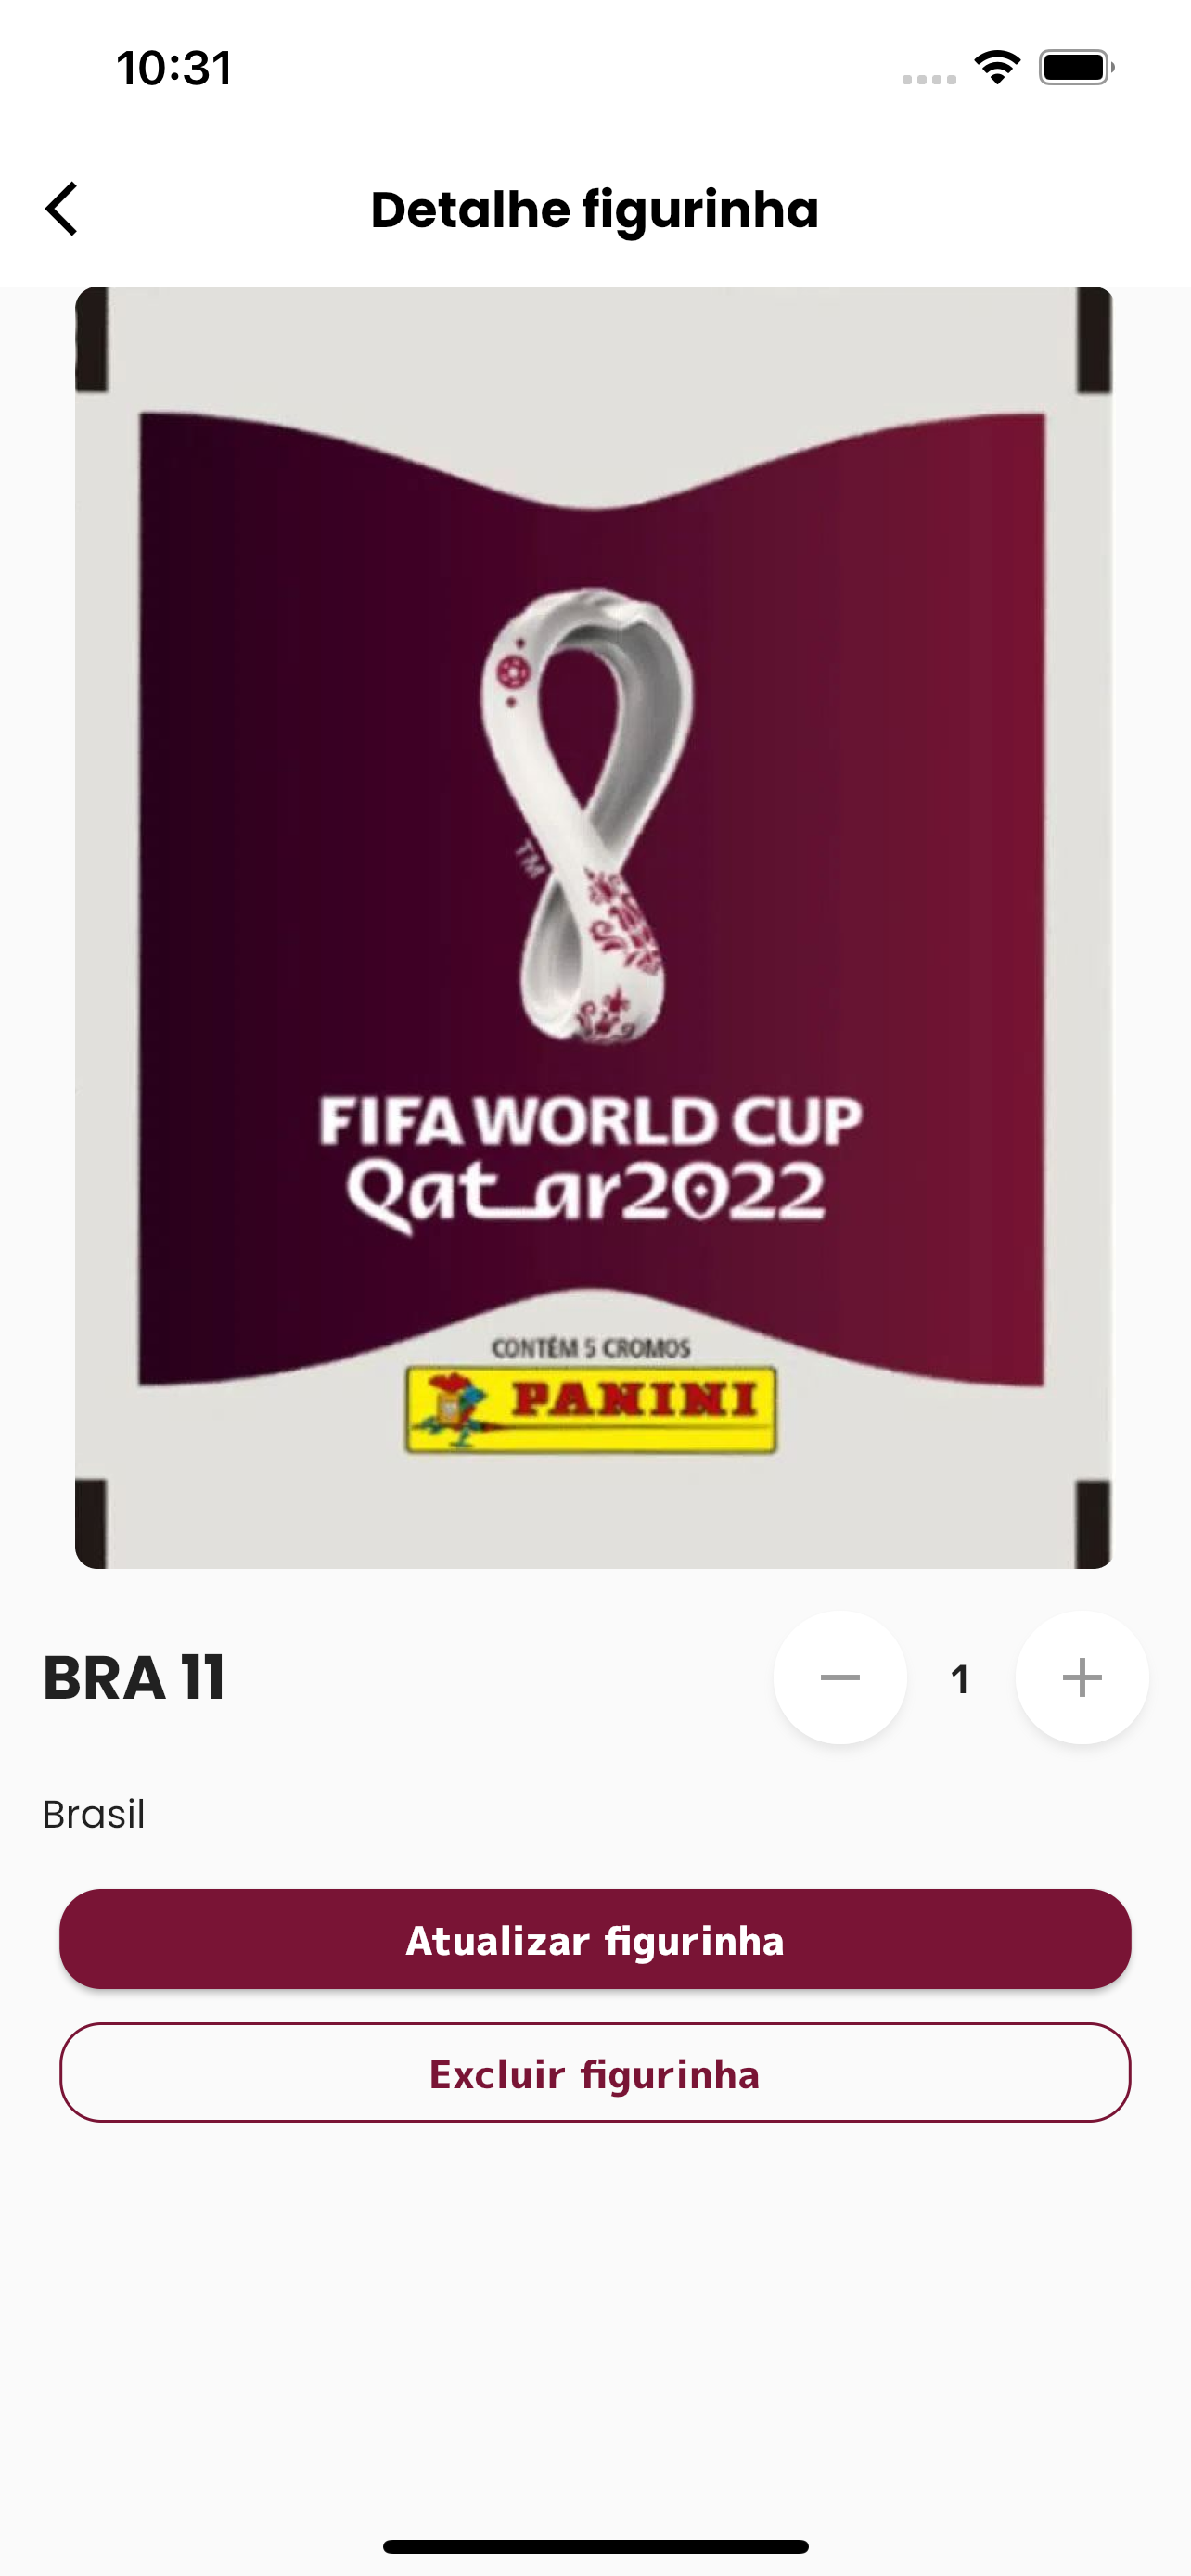 10:31
Detalhe figurinha
TM
FIFA WORLD CUP
Qatar2022
CONTÉM 5 CROMOS
PANINI
BRA 11
1
Brasil
Atualizar figurinha
Excluir figurinha